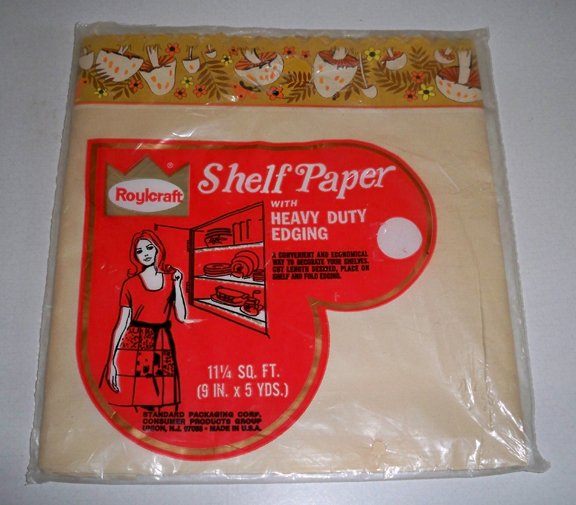 Roylcraft
®
Shelf Paper
WITH
HEAVY DUTY
EDGING
A CONVENIENT AND ECONOMICAL
WAY TO DECORATE YOUR SHELVES.
CUT LENGTH DESIRED, PLACE ON
SHELF AND FOLD EDGING.
11¼ SQ. FT.
(9 IN. x 5 YDS.)
STANDARD PACKAGING CORP.
CONSUMER PRODUCTS GROUP
UNION, N.J. 07083 • MADE IN U.S.A.